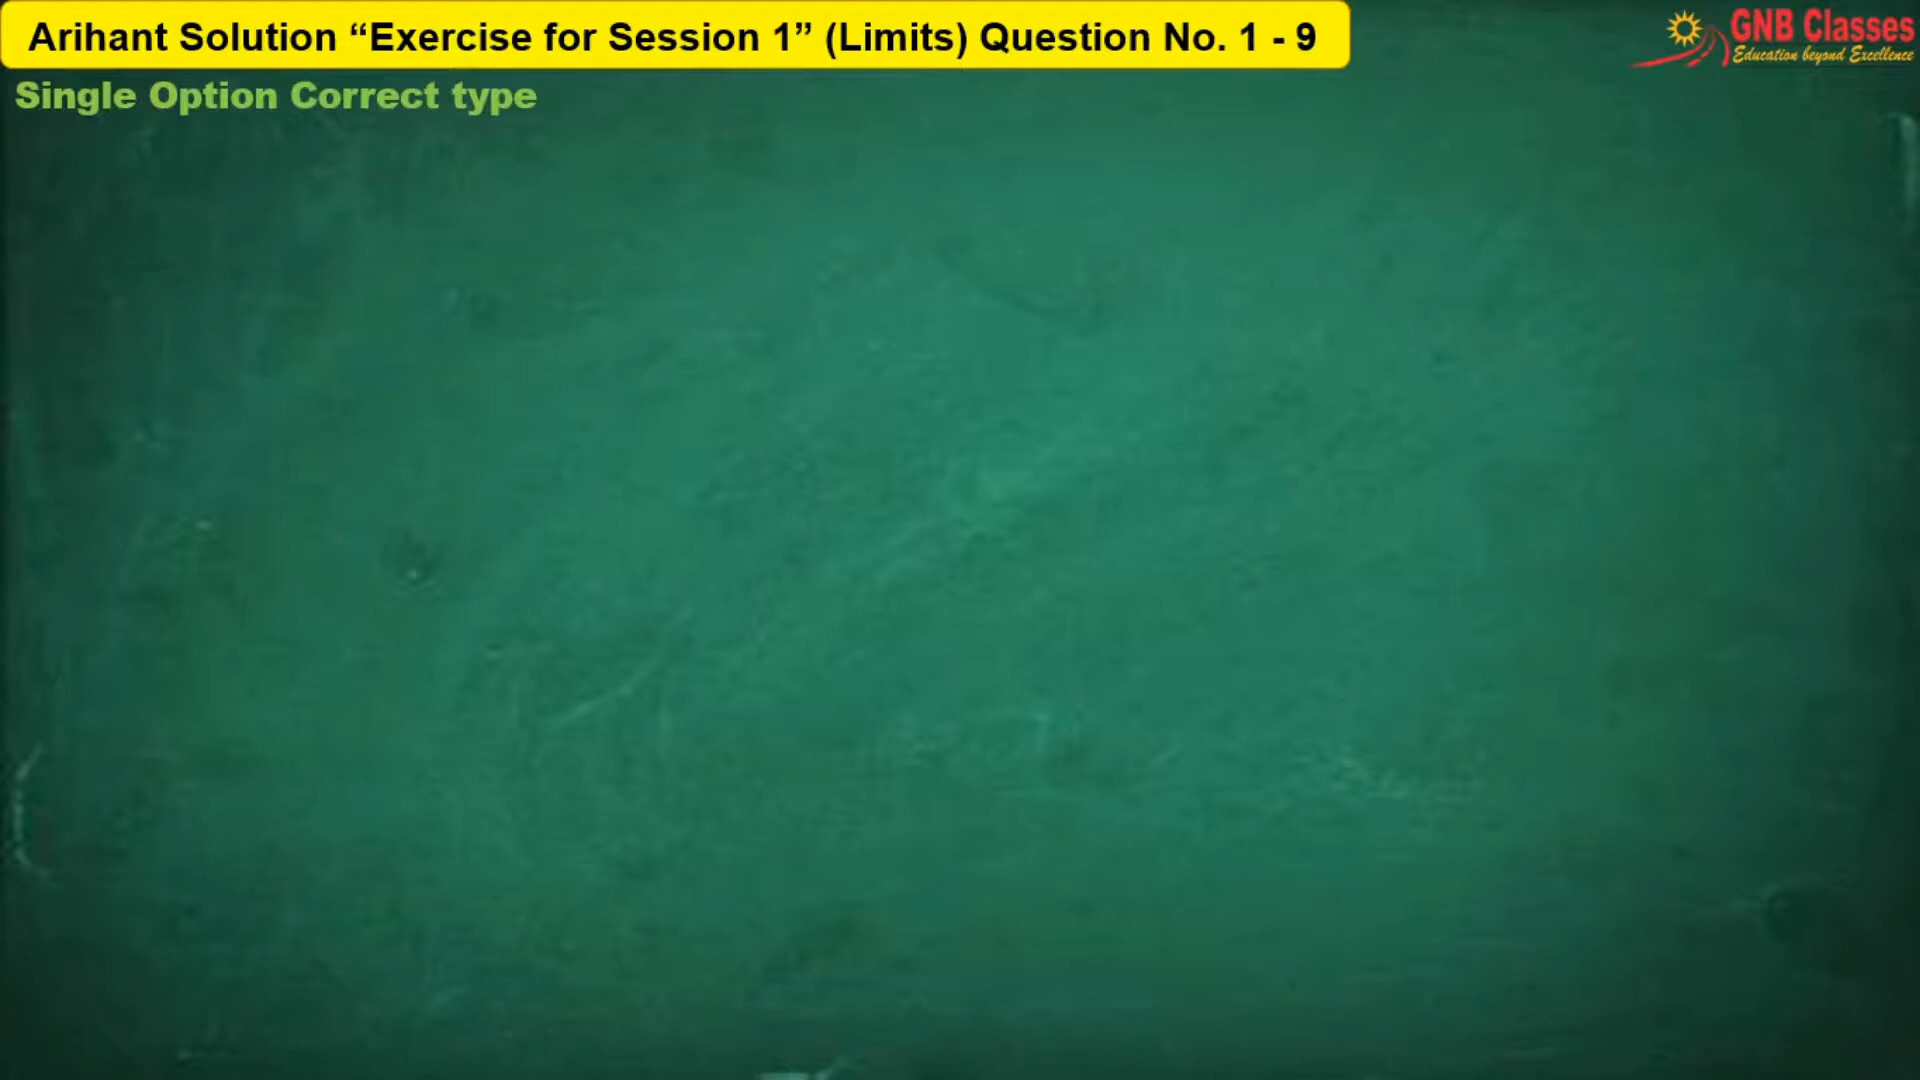 Arihant Solution “Exercise for Session 1” (Limits) Question No. 1 - 9
GNB Classes
Education beyond Excellence
Single Option Correct type